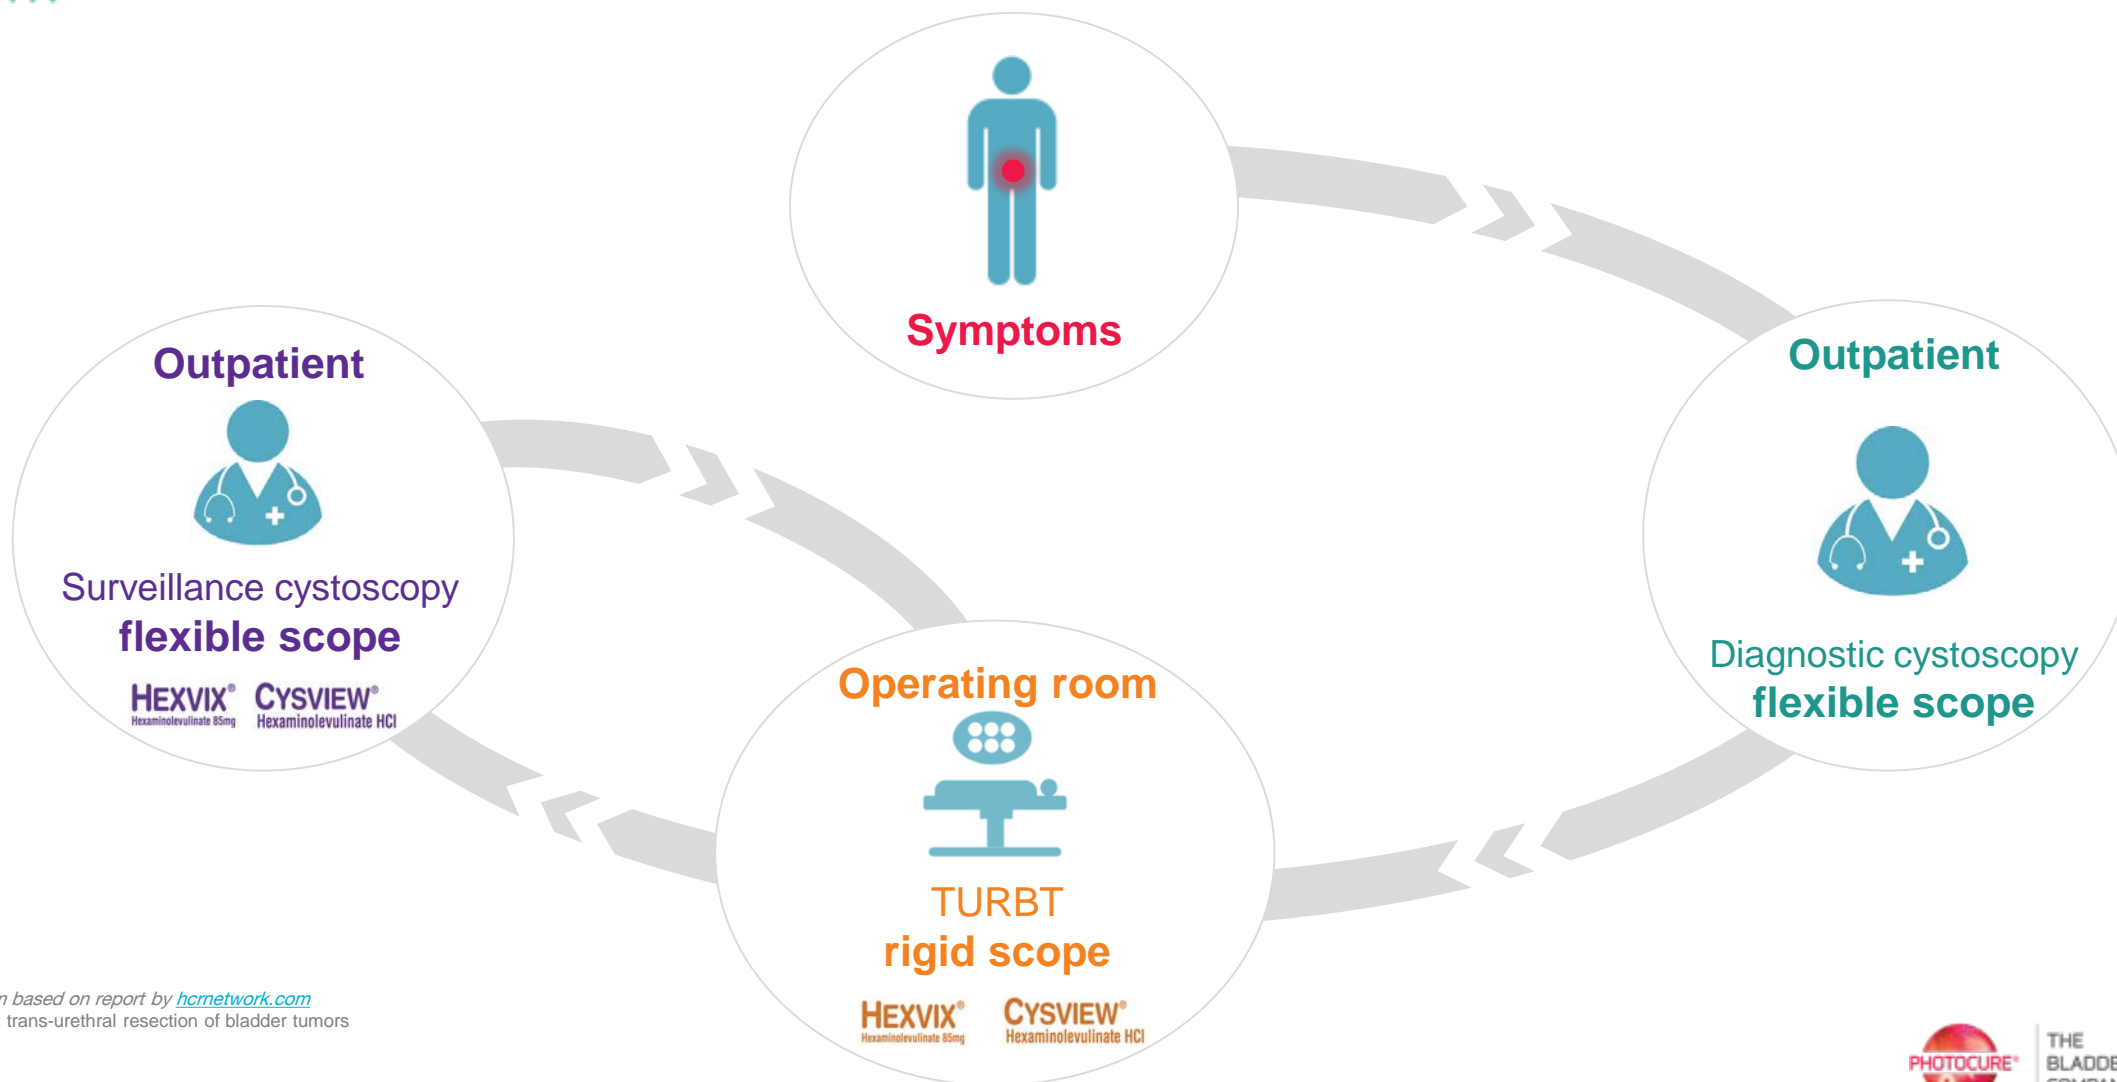 Symptoms
Outpatient
Diagnostic cystoscopy
flexible scope
Operating room
TURBT
rigid scope
HEXVIX®
Hexaminolevulinate 85mg
CYSVIEW®
Hexaminolevulinate HCl
Outpatient
Surveillance cystoscopy
flexible scope
HEXVIX®
Hexaminolevulinate 85mg
CYSVIEW®
Hexaminolevulinate HCl
based on report by hcrnetwork.com
trans-urethral resection of bladder tumors
PHOTOCURE®
THE